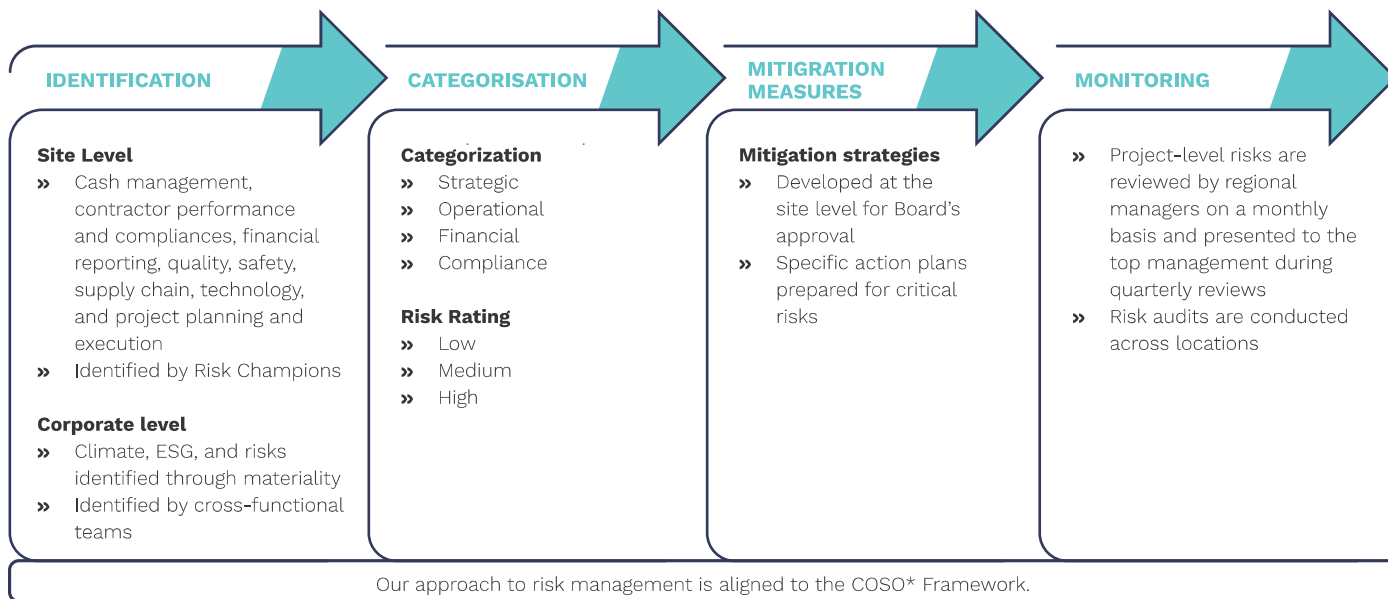 IDENTIFICATION
Site Level
» Cash management,
contractor performance
and compliances, financial
reporting, quality, safety,
supply chain, technology,
and project planning and
execution
» Identified by Risk Champions
Corporate level
» Climate, ESG, and risks
identified through materiality
» Identified by cross-functional
teams
CATEGORISATION
Categorization
» Strategic
» Operational
» Financial
» Compliance
Risk Rating
» Low
» Medium
» High
MITIGRATION
MEASURES
Mitigation strategies
» Developed at the
site level for Board's
approval
» Specific action plans
prepared for critical
risks
MONITORING
» Project-level risks are
reviewed by regional
managers on a monthly
basis and presented to the
top management during
quarterly reviews
» Risk audits are conducted
across locations
Our approach to risk management is aligned to the COSO* Framework.